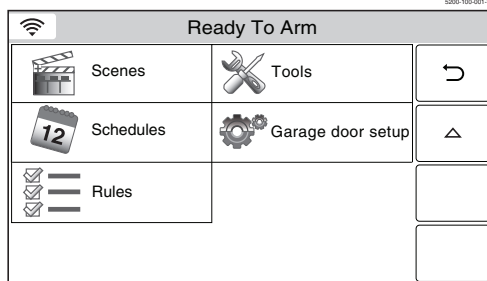 5200-100-001-
Ready To Arm
Scenes
Tools
12
Schedules
Garage door setup
Rules